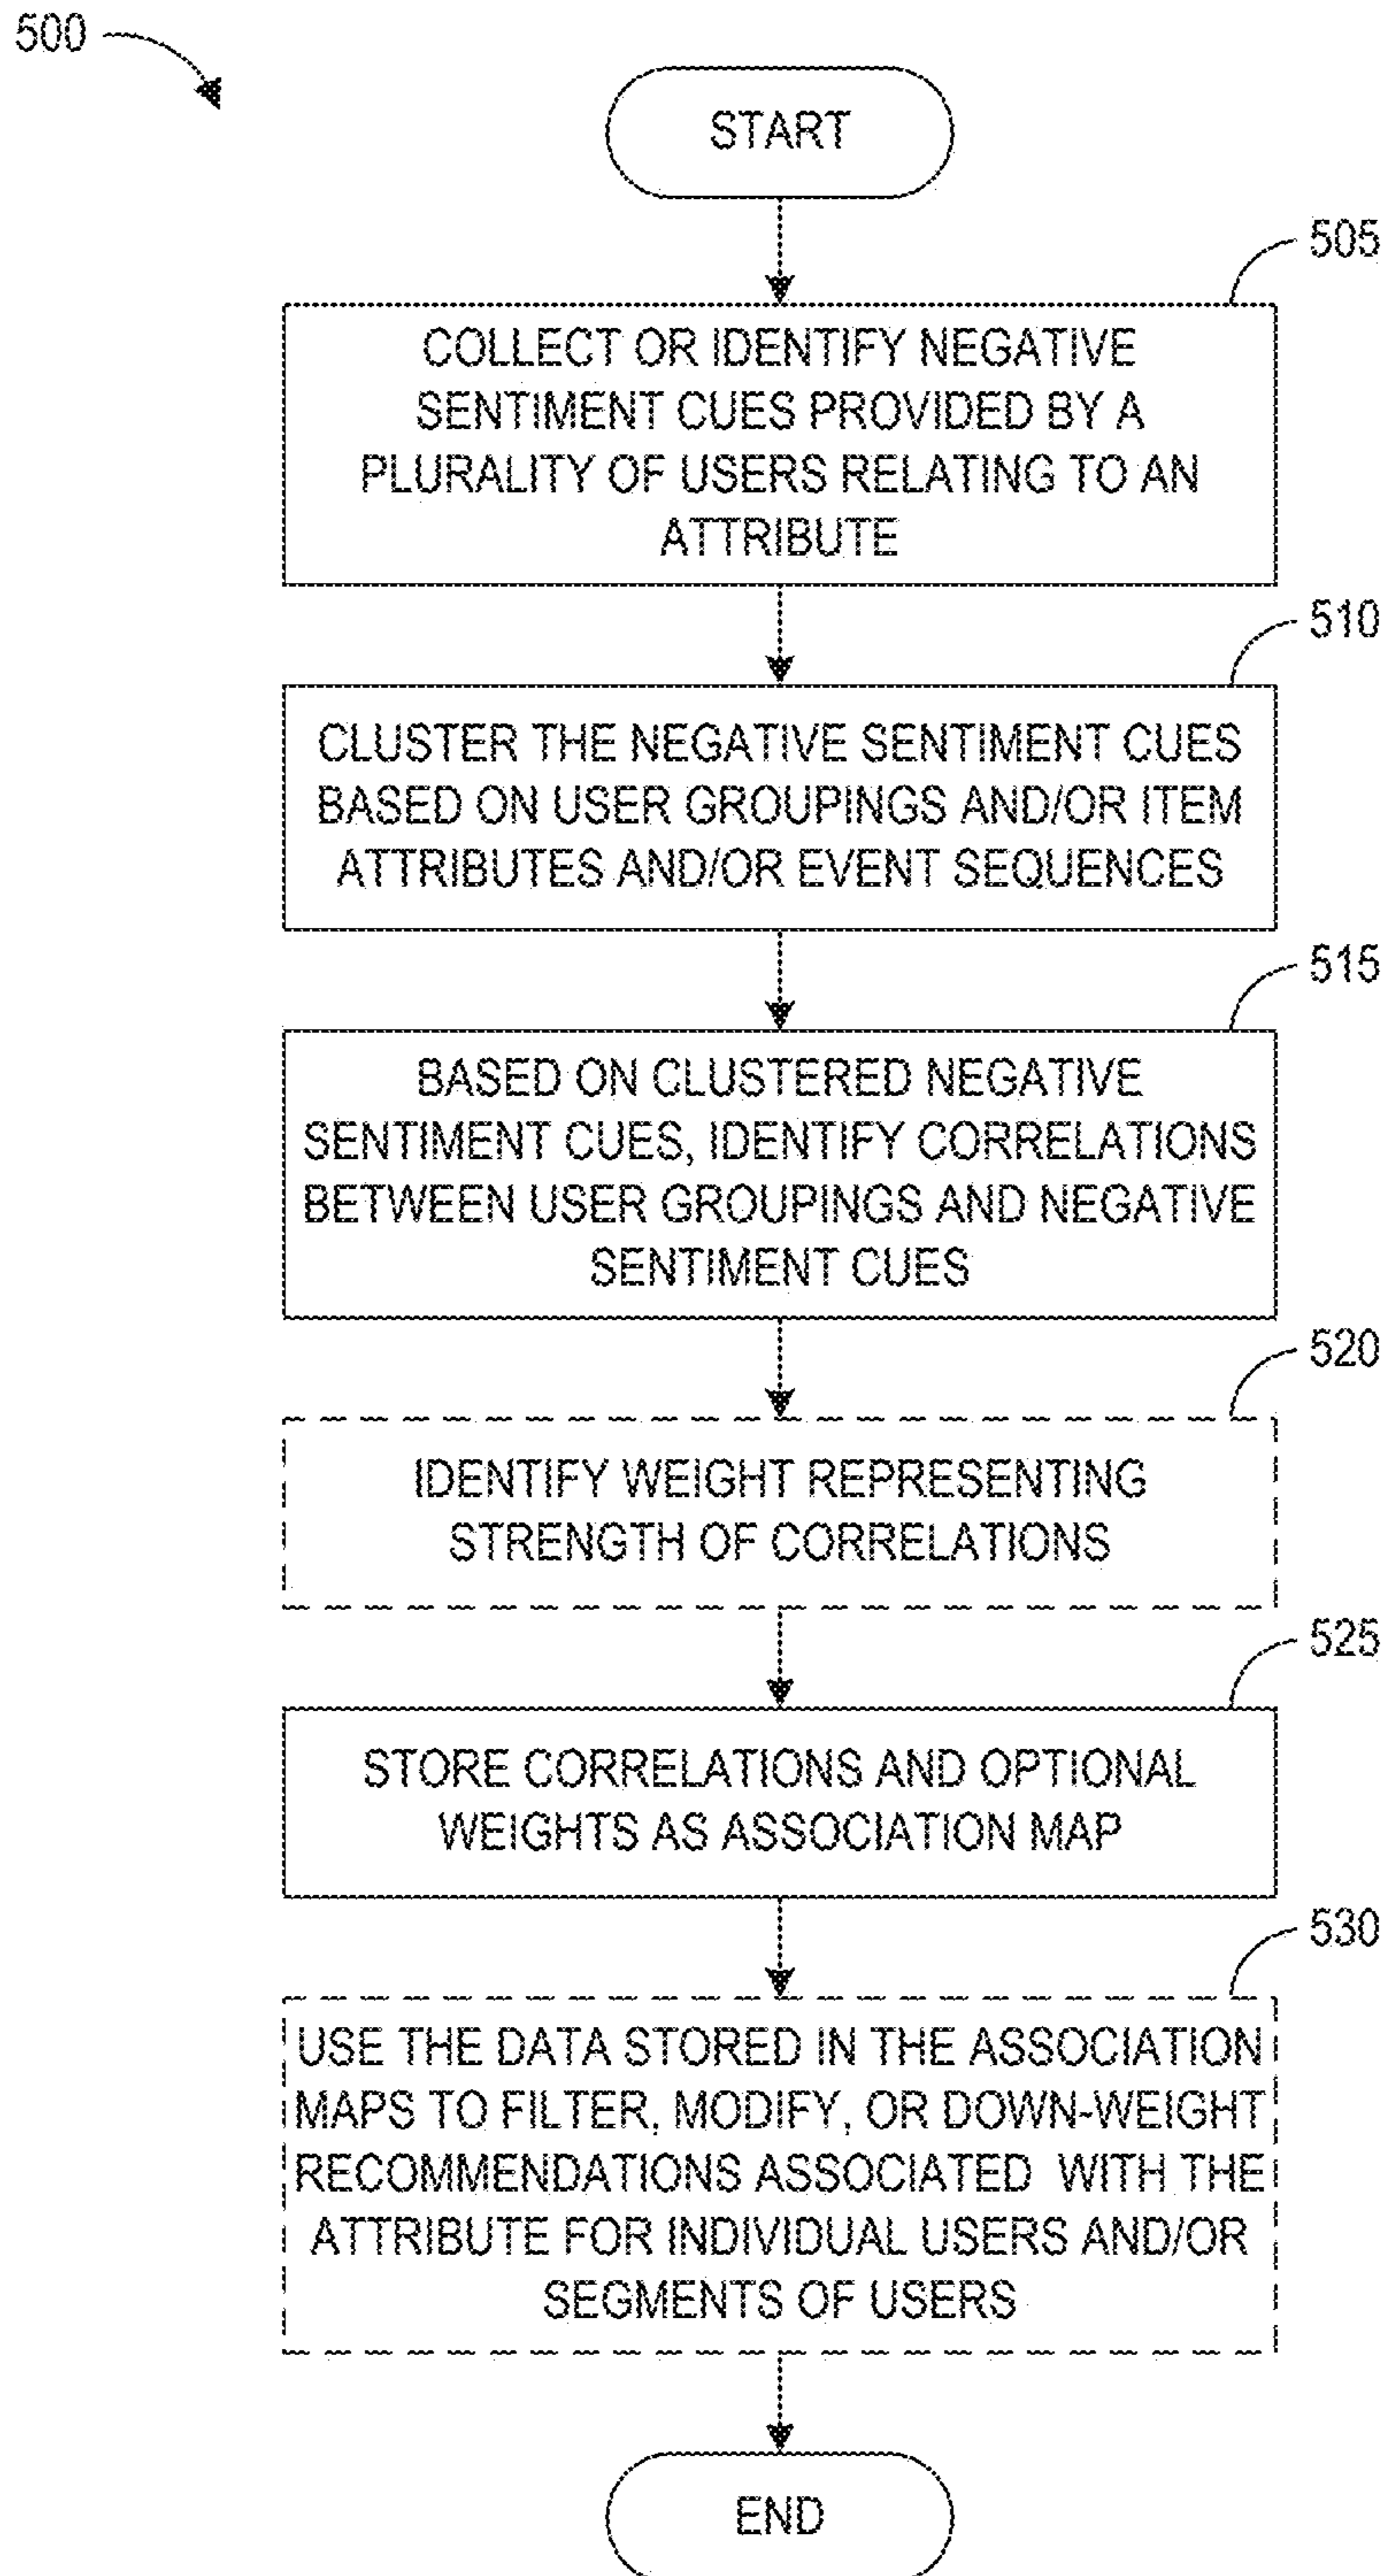 500
START
505
COLLECT OR IDENTIFY NEGATIVE
SENTIMENT CUES PROVIDED BY A
PLURALITY OF USERS RELATING TO AN
ATTRIBUTE
510
CLUSTER THE NEGATIVE SENTIMENT CUES
BASED ON USER GROUPINGS AND/OR ITEM
ATTRIBUTES AND/OR EVENT SEQUENCES
515
BASED ON CLUSTERED NEGATIVE
SENTIMENT CUES, IDENTIFY CORRELATIONS
BETWEEN USER GROUPINGS AND NEGATIVE
SENTIMENT CUES
520
IDENTIFY WEIGHT REPRESENTING
STRENGTH OF CORRELATIONS
525
STORE CORRELATIONS AND OPTIONAL
WEIGHTS AS ASSOCIATION MAP
530
USE THE DATA STORED IN THE ASSOCIATION
MAPS TO FILTER, MODIFY, OR DOWN-WEIGHT
RECOMMENDATIONS ASSOCIATED WITH THE
ATTRIBUTE FOR INDIVIDUAL USERS AND/OR
SEGMENTS OF USERS
END